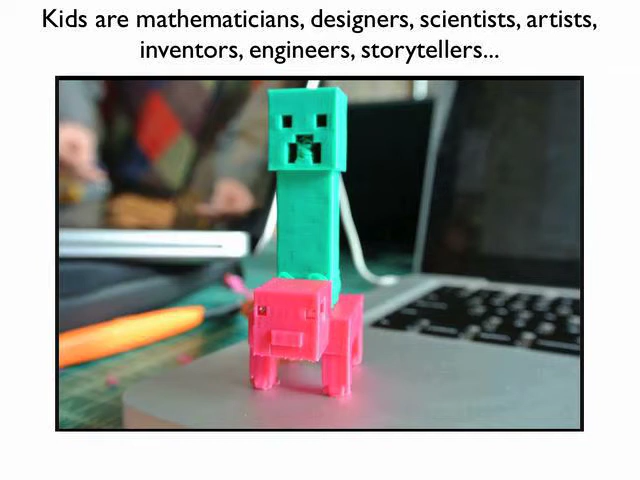 Kids are mathematicians, designers, scientists, artists,
inventors, engineers, storytellers...